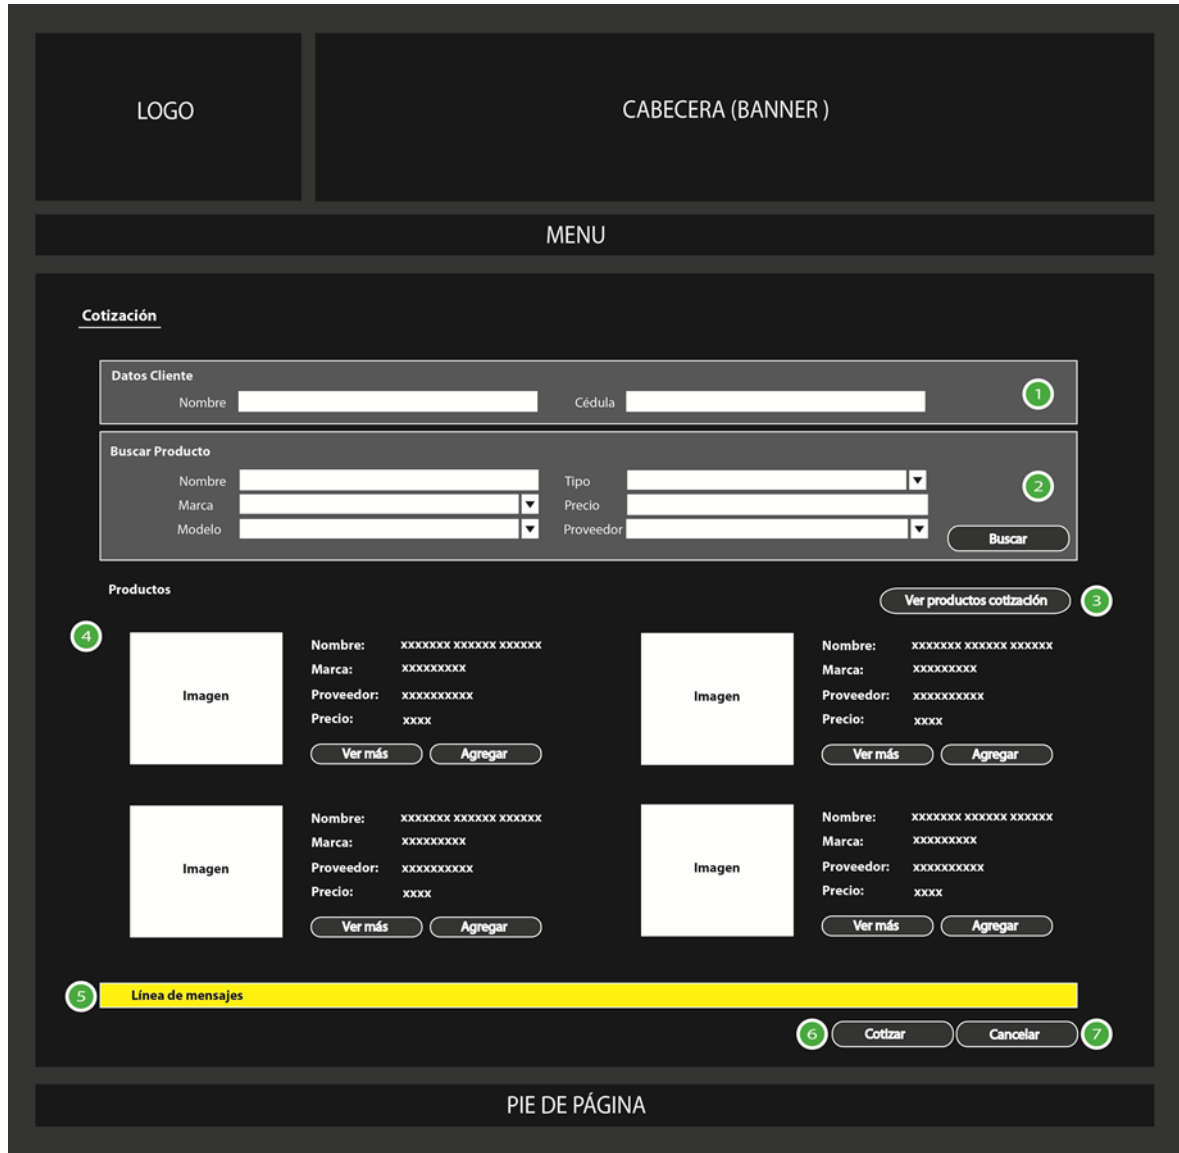 LOGO
CABECERA (BANNER )
MENU
Cotización
Datos Cliente
Nombre
Cédula
1
Buscar Producto
Nombre
Tipo
2
Marca
Precio
Modelo
Proveedor
Buscar
Productos
Ver productos cotización
3
4
Imagen
Nombre: xxxxxxx xxxxxx xxxxxx
Marca: xxxxxxxxx
Proveedor: xxxxxxxxxx
Precio: xxxx
Ver más
Agregar
Imagen
Nombre: xxxxxxx xxxxxx xxxxxx
Marca: xxxxxxxxx
Proveedor: xxxxxxxxxx
Precio: xxxx
Ver más
Agregar
Imagen
Nombre: xxxxxxx xxxxxx xxxxxx
Marca: xxxxxxxxx
Proveedor: xxxxxxxxxx
Precio: xxxx
Ver más
Agregar
Imagen
Nombre: xxxxxxx xxxxxx xxxxxx
Marca: xxxxxxxxx
Proveedor: xxxxxxxxxx
Precio: xxxx
Ver más
Agregar
5
Línea de mensajes
6
Cotizar
Cancelar
7
PIE DE PÁGINA